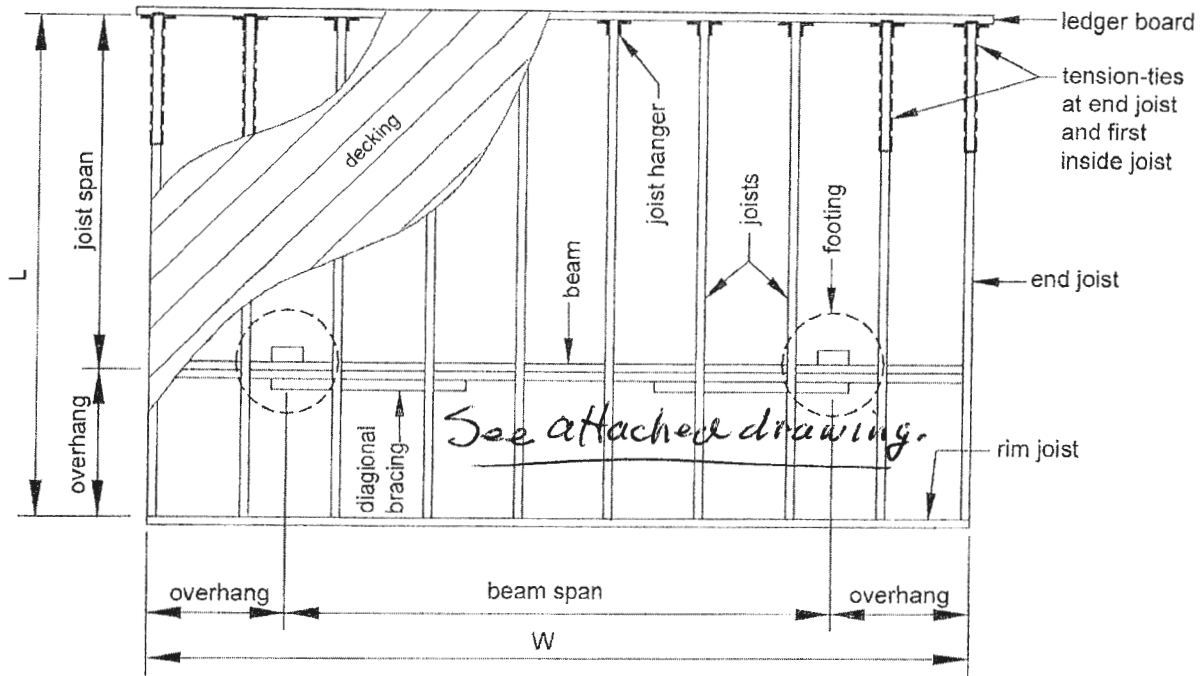 ledger board
tension-ties
at end joist
and first
inside joist
decking
joist hanger
joists
footing
joist span
L
beam
end joist
overhang
diagional
bracing
See attached drawing.
rim joist
overhang
beam span
overhang
W